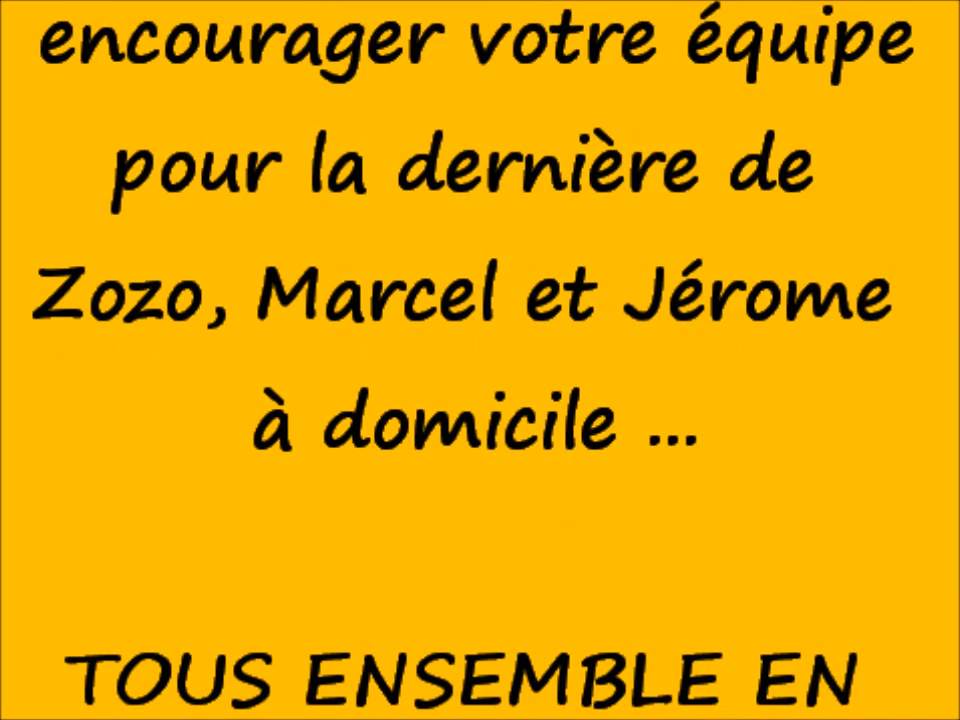 encourager votre équipe
pour la dernière de
Zozo, Marcel et Jérome
à domicile ...
TOUS ENSEMBLE EN